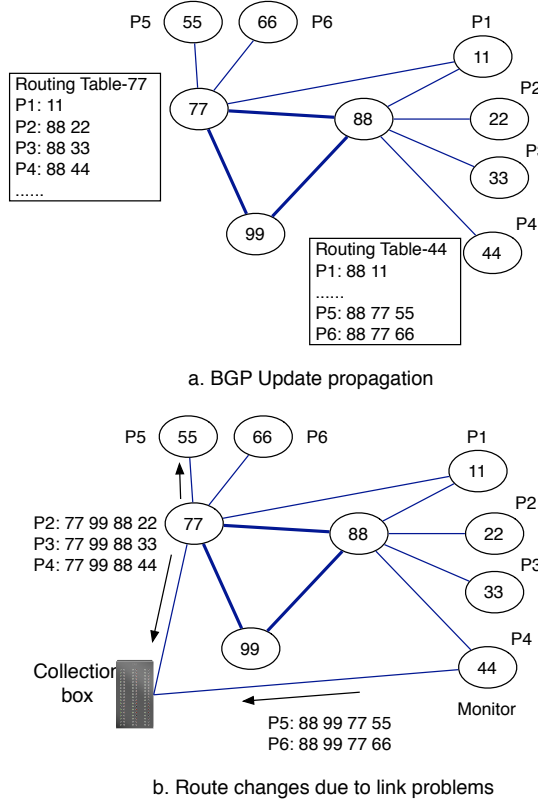 P5
55
66
P6
P1
11
Routing Table-77
P1: 11
P2: 88 22
P3: 88 33
P4: 88 44
......
77
88
P2
22
P3
33
99
P4
44
Routing Table-44
P1: 88 11
......
P5: 88 77 55
P6: 88 77 66
a. BGP Update propagation
P5
55
66
P6
P1
11
P2: 77 99 88 22
P3: 77 99 88 33
P4: 77 99 88 44
77
88
P2
22
P3
33
99
P4
44
Collection
box
Monitor
P5: 88 99 77 55
P6: 88 99 77 66
b. Route changes due to link problems